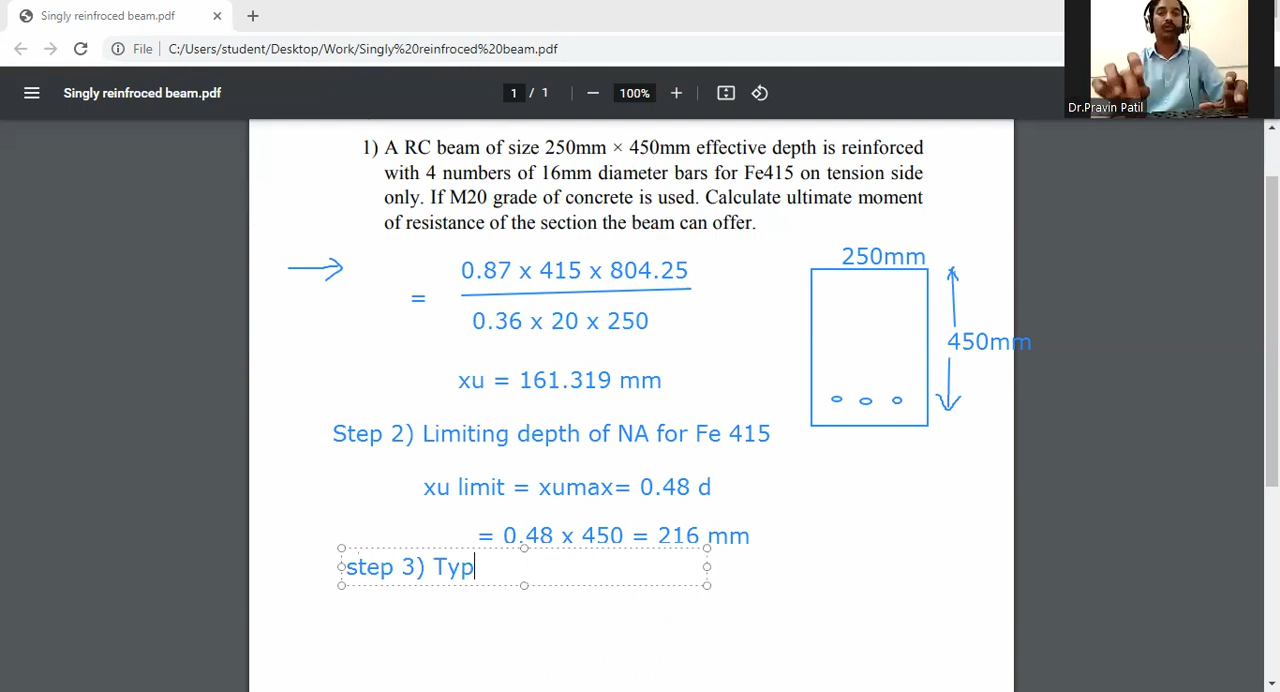 Singly reinfroced beam.pdf
File
C:/Users/student/Desktop/Work/Singly%20reinfroced%20beam.pdf
Singly reinfroced beam.pdf
1 / 1
100%
Dr.Pravin Patil
1) A RC beam of size 250mm × 450mm effective depth is reinforced
with 4 numbers of 16mm diameter bars for Fe415 on tension side
only. If M20 grade of concrete is used. Calculate ultimate moment
of resistance of the section the beam can offer.
250mm
0.87 x 415 x 804.25
=
0.36 x 20 x 250
450mm
xu = 161.319 mm
Step 2) Limiting depth of NA for Fe 415
xu limit = xumax= 0.48 d
= 0.48 x 450 = 216 mm
step 3) Typ